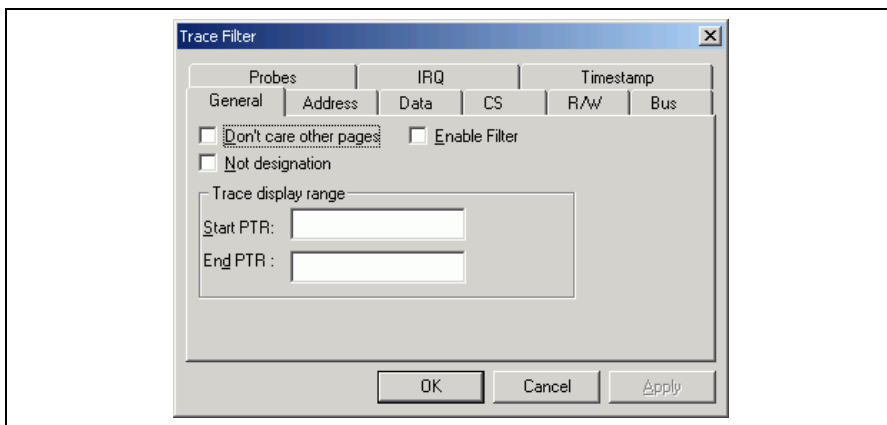 Trace Filter
Probes IRQ Timestamp
General Address Data CS R/W Bus
Don't care other pages Enable Filter
Not designation
Trace display range
Start PTR:
End PTR :
OK Cancel Apply